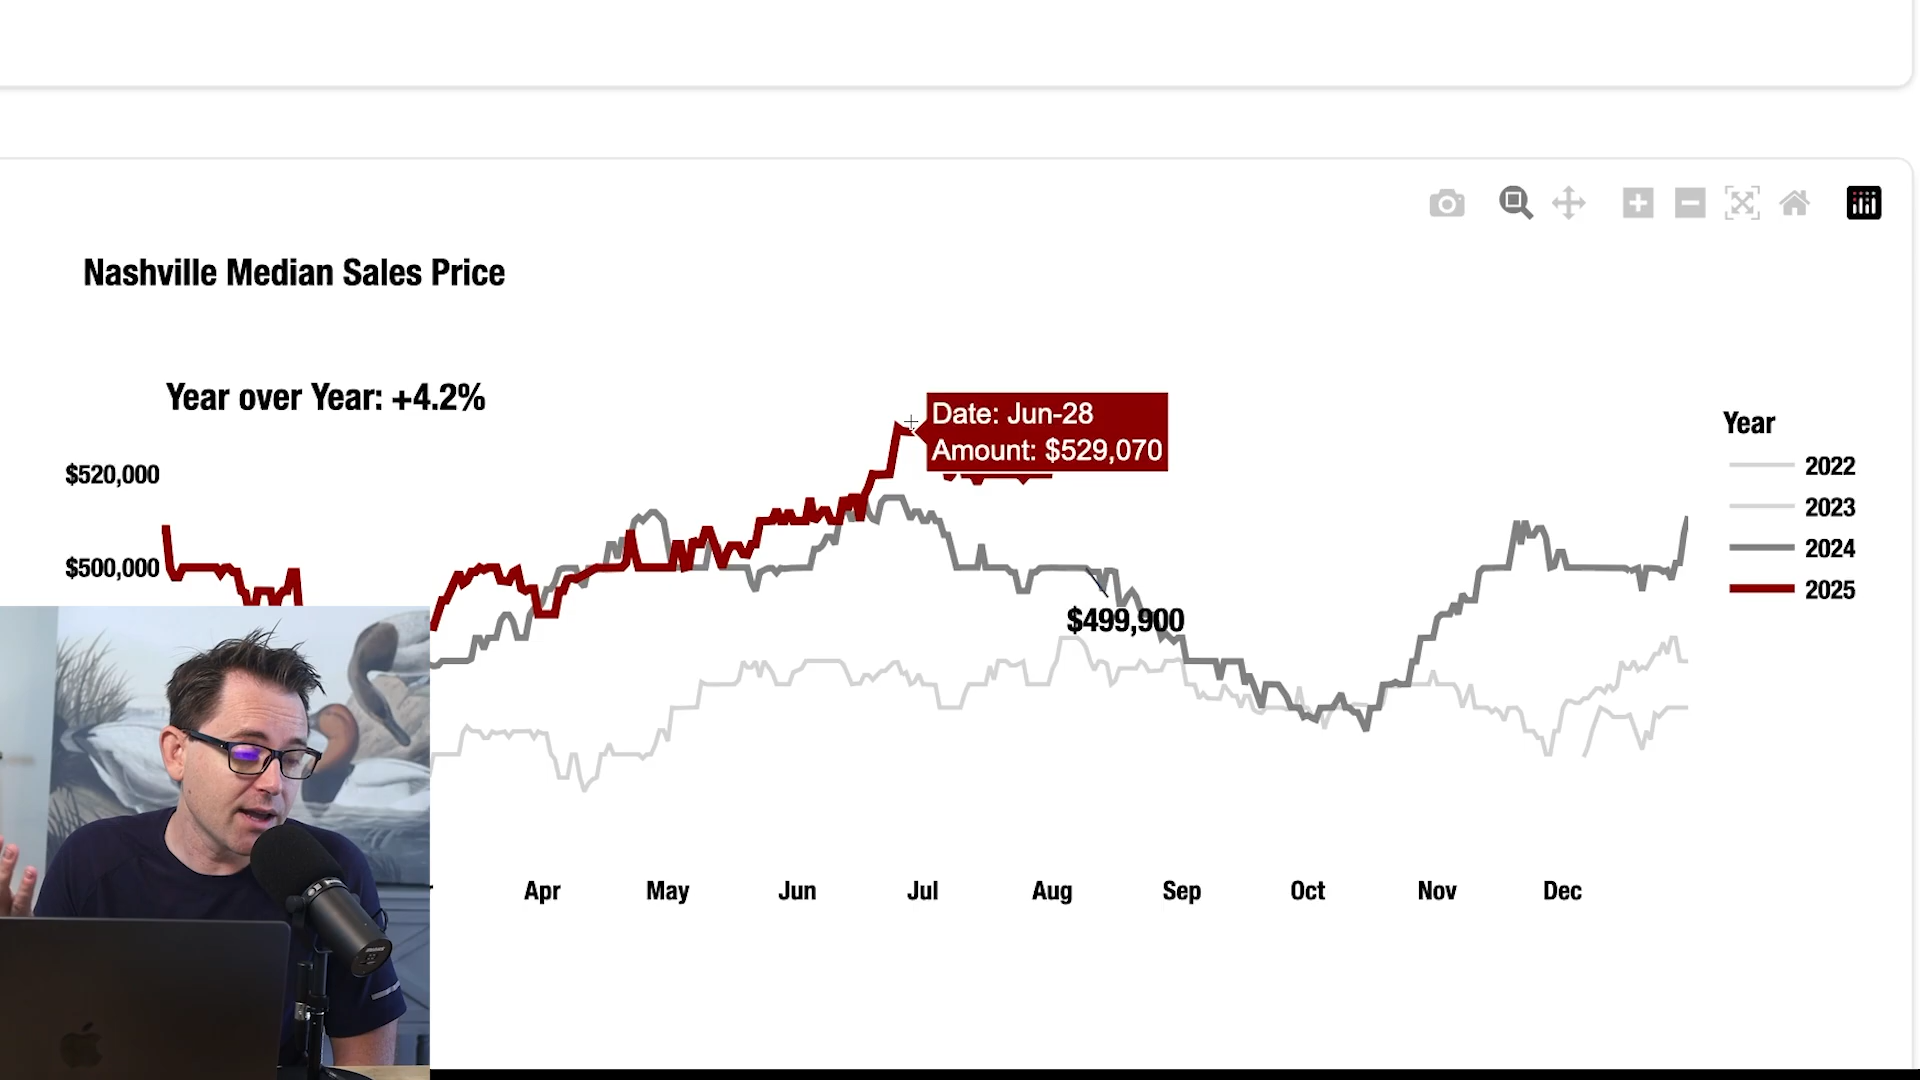 Nashville Median Sales Price
Year over Year: +4.2%
Date: Jun-28
Amount: $529,070
Year
2022
2023
2024
2025
$520,000
$500,000
$499,900
Apr May Jun Jul Aug Sep Oct Nov Dec